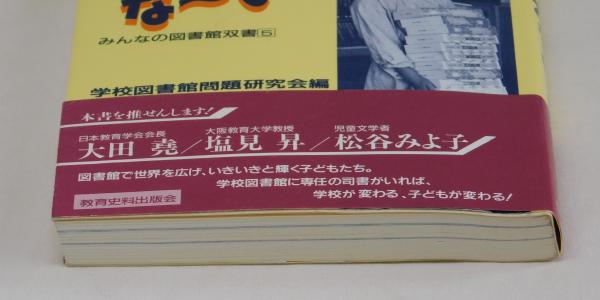 な〜で
みんなの図書館双書5
学校図書館問題研究会編
本書を推せんします!
日本教育学会会長 大阪教育大学教授 児童文学者
大田 堯／塩見 昇／松谷みよ子
図書館で世界を広げ、いきいきと輝く子どもたち。
学校図書館に専任の司書がいれば、
学校が変わる、子どもが変わる!
教育史料出版会